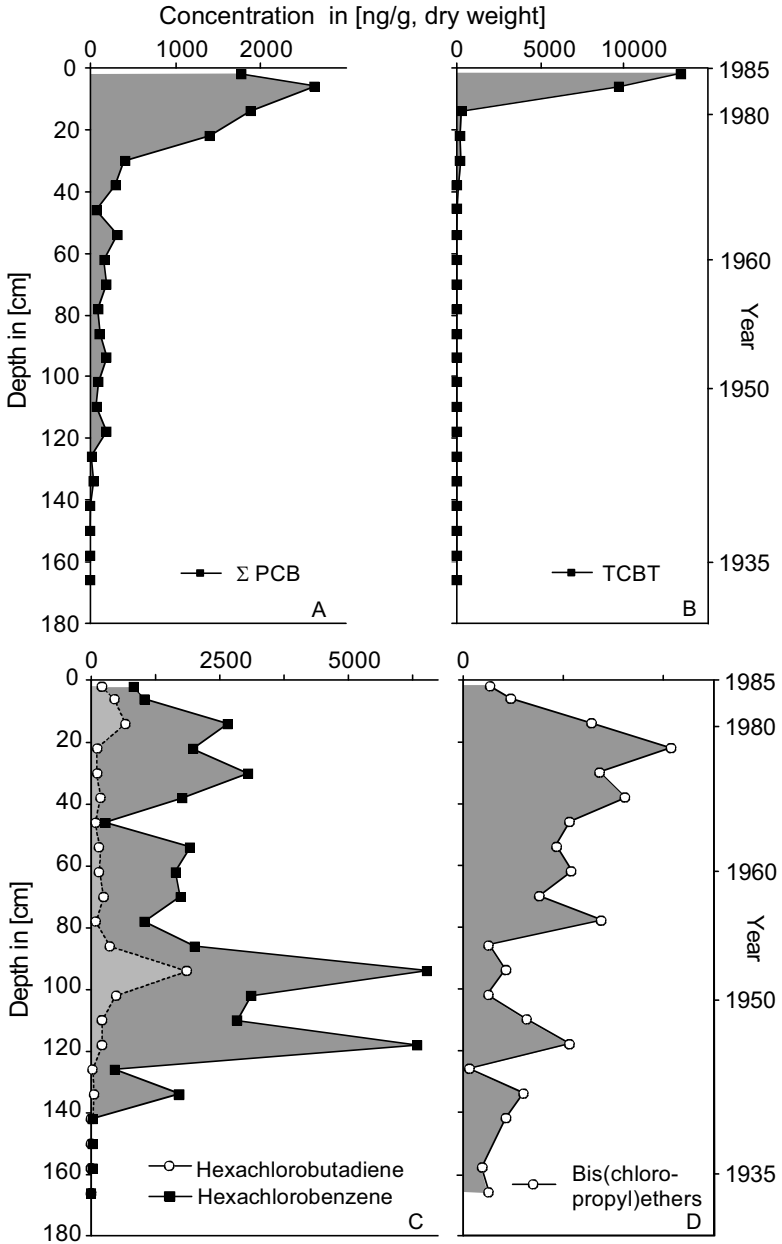 Concentration in [ng/g, dry weight]
0 1000 2000
0 5000 10000
0
20
40
60
80
100
120
140
160
180
Depth in [cm]
Σ PCB
A
TCBT
B
1985
1980
1960
1950
1935
Year
0 2500 5000
0
0
20
40
60
80
100
120
140
160
180
Depth in [cm]
Hexachlorobutadiene
Hexachlorobenzene
C
Bis(chloro-
propyl)ethers
D
1985
1980
1960
1950
1935
Year